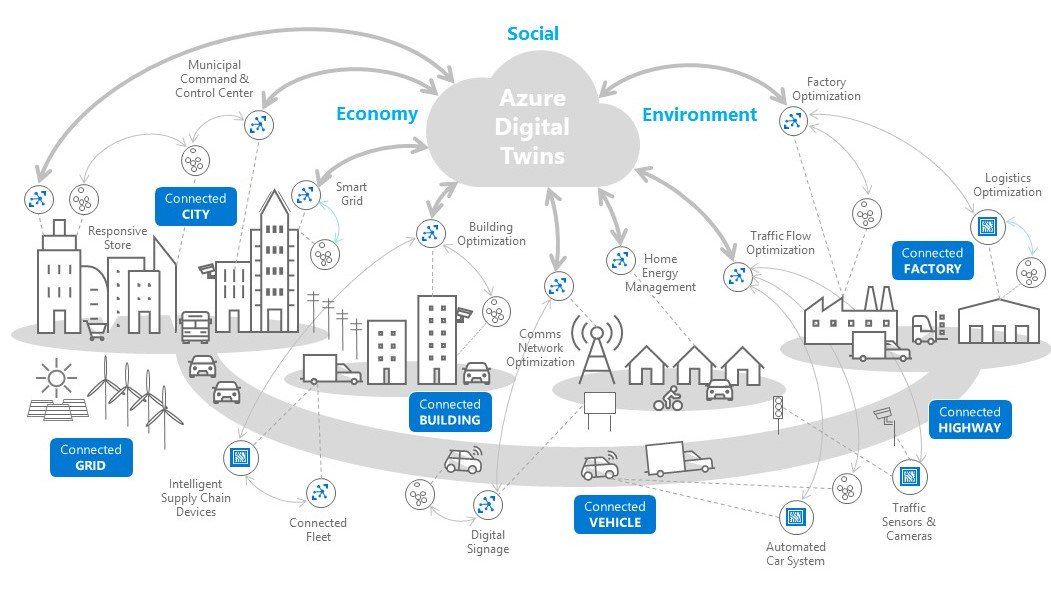 Social
Municipal
Command &
Control Center
Factory
Optimization
Azure
Digital
Twins
Economy
Environment
Connected
CITY
Smart
Grid
Logistics
Optimization
Responsive
Store
Building
Optimization
Traffic Flow
Optimization
Home
Energy
Management
Connected
FACTORY
Comms
Network
Optimization
Connected
BUILDING
Connected
HIGHWAY
Connected
GRID
Intelligent
Supply Chain
Devices
Connected
Fleet
Digital
Signage
Connected
VEHICLE
Automated
Car System
Traffic
Sensors &
Cameras